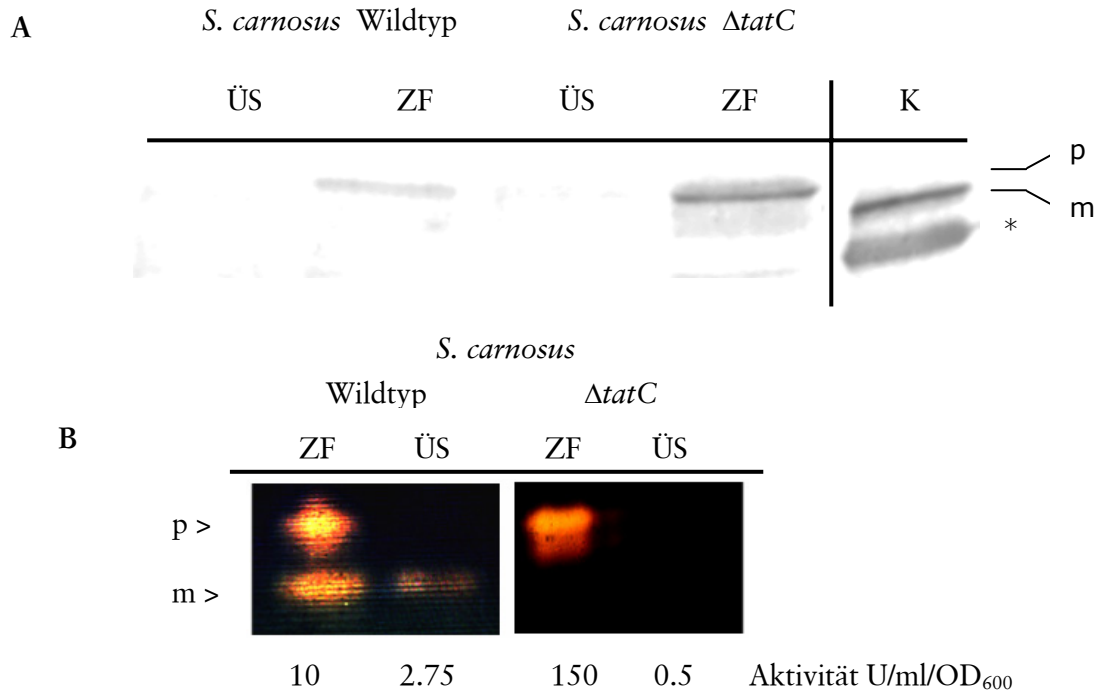 A
S. carnosus Wildtyp S. carnosus ΔtatC
ÜS ZF ÜS ZF K
p
m
*
S. carnosus
Wildtyp ΔtatC
B
ZF ÜS ZF ÜS
p >
m >
10 2.75 150 0.5 Aktivität U/ml/OD₆₀₀